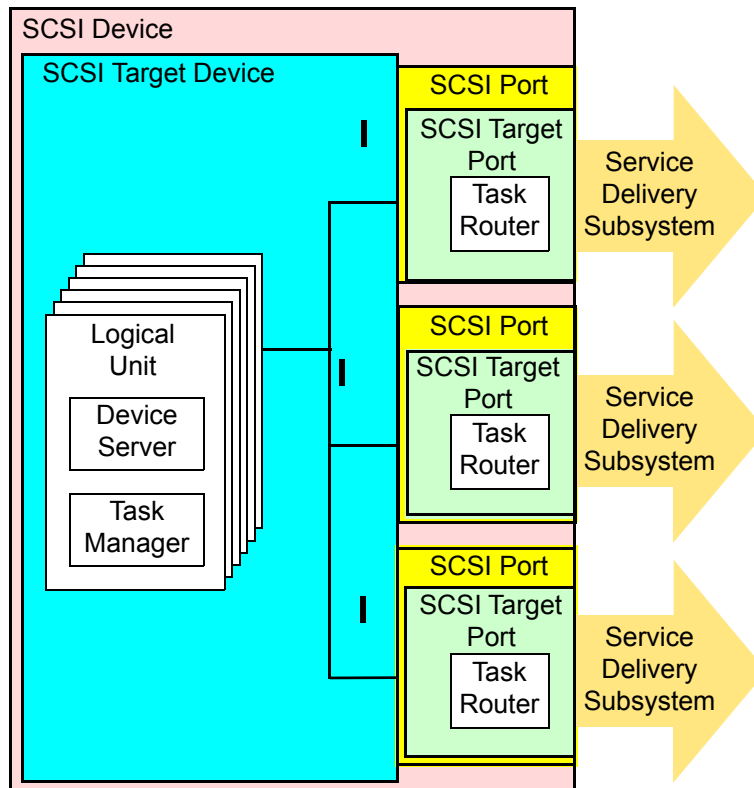 SCSI Device
SCSI Target Device
SCSI Port
SCSI Target
Port
Task
Router
Service
Delivery
Subsystem
Logical
Unit
Device
Server
Task
Manager
SCSI Port
SCSI Target
Port
Task
Router
Service
Delivery
Subsystem
SCSI Port
SCSI Target
Port
Task
Router
Service
Delivery
Subsystem